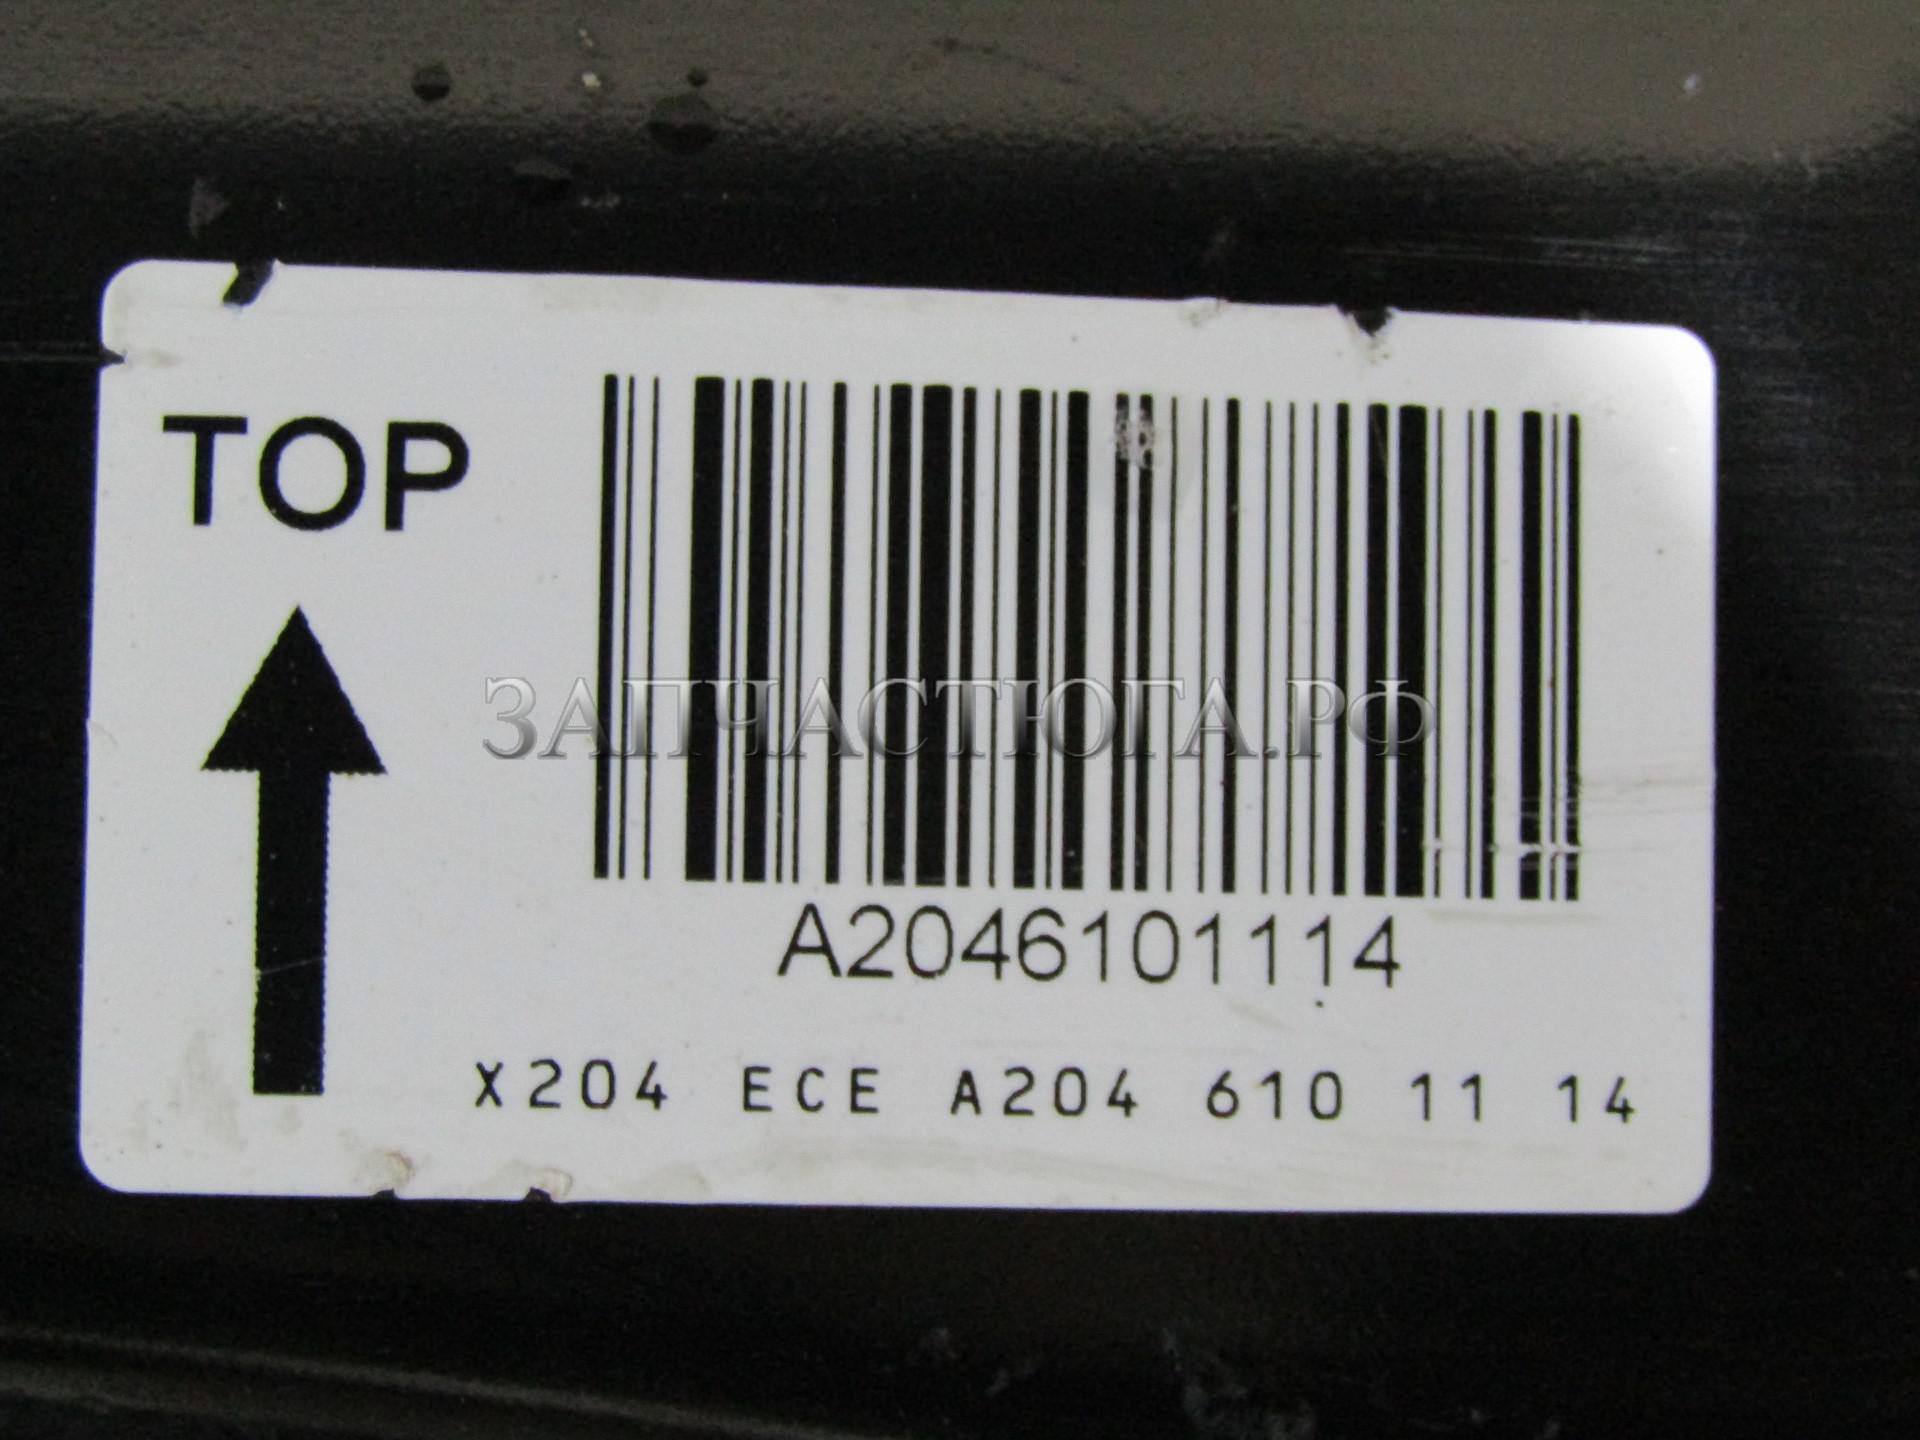 TOP
ЗАПЧАСТЮГА.РФ
A2046101114
X204 ECE A204 610 11 14